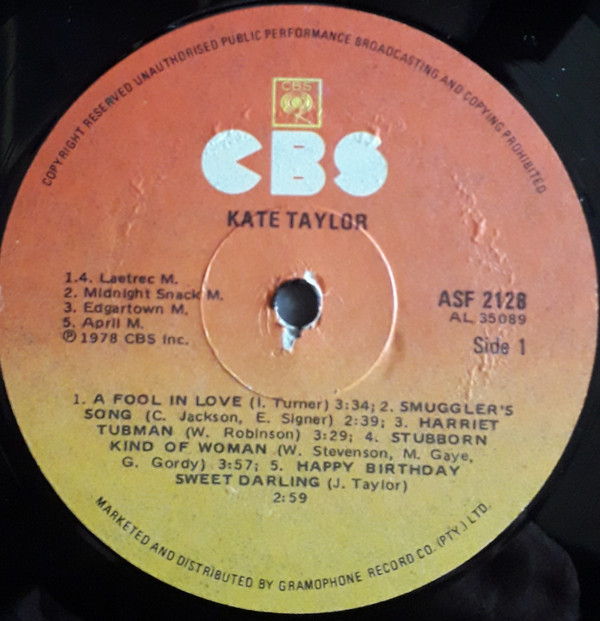 COPYRIGHT RESERVED UNAUTHORISED PUBLIC PERFORMANCE BROADCASTING AND COPYING PROHIBITED
CBS
CBS
KATE TAYLOR
1.4. Laetrec M.
2. Midnight Snack M.
3. Edgartown M.
5. April M.
℗ 1978 CBS Inc.
ASF 2128
AL 35089
Side 1
1. A FOOL IN LOVE (I. Turner) 3:34; 2. SMUGGLER'S
SONG (C. Jackson, E. Signer) 2:39; 3. HARRIET
TUBMAN (W. Robinson) 3:29; 4. STUBBORN
KIND OF WOMAN (W. Stevenson, M. Gaye,
G. Gordy) 3:57; 5. HAPPY BIRTHDAY
SWEET DARLING (J. Taylor)
2:59
MARKETED AND DISTRIBUTED BY GRAMOPHONE RECORD CO. (PTY.) LTD.